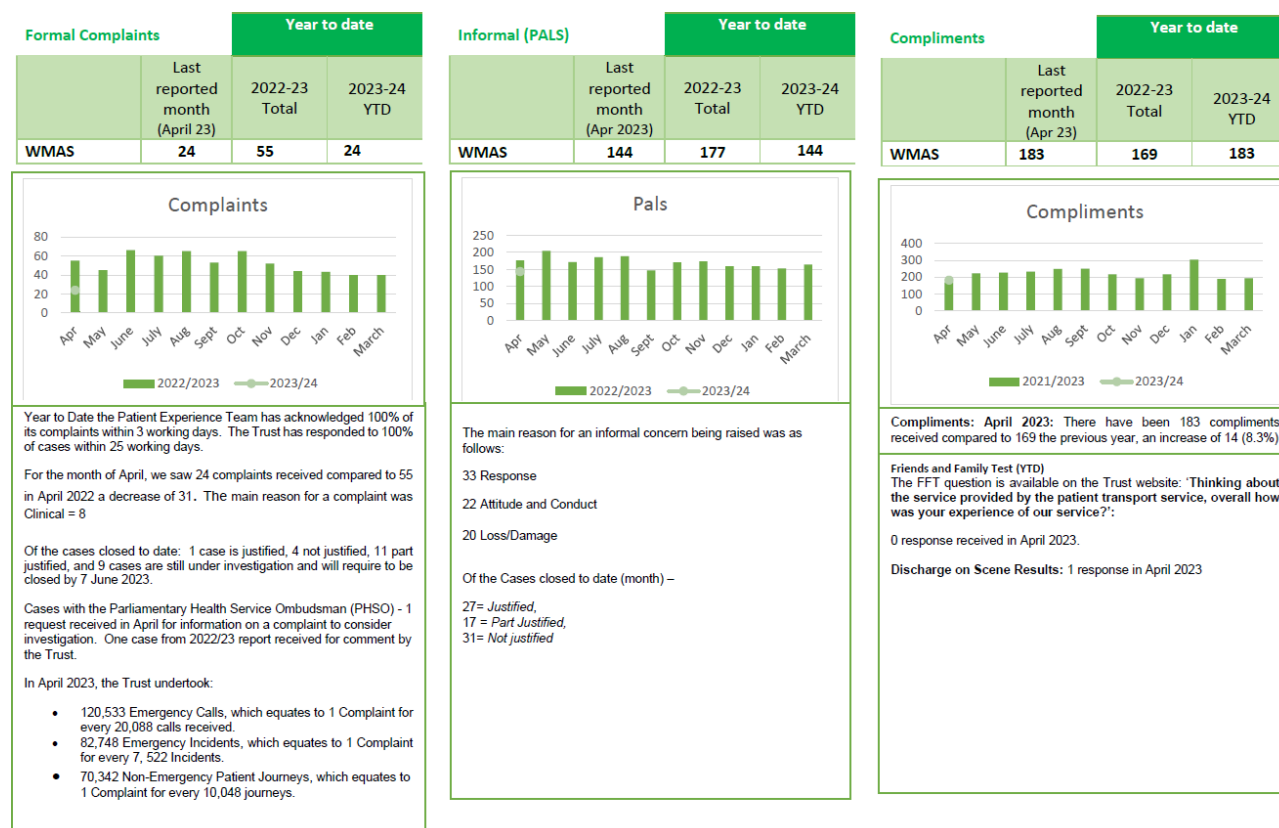 Formal Complaints
Year to date
Last
reported
month
(April 23)
2022-23
Total
2023-24
YTD
WMAS 24 55 24
Complaints
80
60
40
20
0
Apr May June July Aug Sept Oct Nov Dec Jan Feb March
2022/2023 2023/24
Year to Date the Patient Experience Team has acknowledged 100% of
its complaints within 3 working days. The Trust has responded to 100%
of cases within 25 working days.
For the month of April, we saw 24 complaints received compared to 55
in April 2022 a decrease of 31. The main reason for a complaint was
Clinical = 8
Of the cases closed to date: 1 case is justified, 4 not justified, 11 part
justified, and 9 cases are still under investigation and will require to be
closed by 7 June 2023.
Cases with the Parliamentary Health Service Ombudsman (PHSO) - 1
request received in April for information on a complaint to consider
investigation. One case from 2022/23 report received for comment by
the Trust.
In April 2023, the Trust undertook:
• 120,533 Emergency Calls, which equates to 1 Complaint for
every 20,088 calls received.
• 82,748 Emergency Incidents, which equates to 1 Complaint
for every 7, 522 Incidents.
• 70,342 Non-Emergency Patient Journeys, which equates to
1 Complaint for every 10,048 journeys.
Informal (PALS)
Year to date
Last
reported
month
(Apr 2023)
2022-23
Total
2023-24
YTD
WMAS 144 177 144
Pals
250
200
150
100
50
0
Apr May June July Aug Sept Oct Nov Dec Jan Feb March
2022/2023 2023/24
The main reason for an informal concern being raised was as
follows:
33 Response
22 Attitude and Conduct
20 Loss/Damage
Of the Cases closed to date (month) –
27= Justified,
17 = Part Justified,
31= Not justified
Compliments
Year to date
Last
reported
month
(Apr 23)
2022-23
Total
2023-24
YTD
WMAS 183 169 183
Compliments
400
300
200
100
0
Apr May June July Aug Sept Oct Nov Dec Jan Feb March
2021/2023 2023/24
Compliments: April 2023: There have been 183 compliments
received compared to 169 the previous year, an increase of 14 (8.3%)
Friends and Family Test (YTD)
The FFT question is available on the Trust website: ‘Thinking about
the service provided by the patient transport service, overall how
was your experience of our service?’:
0 response received in April 2023.
Discharge on Scene Results: 1 response in April 2023